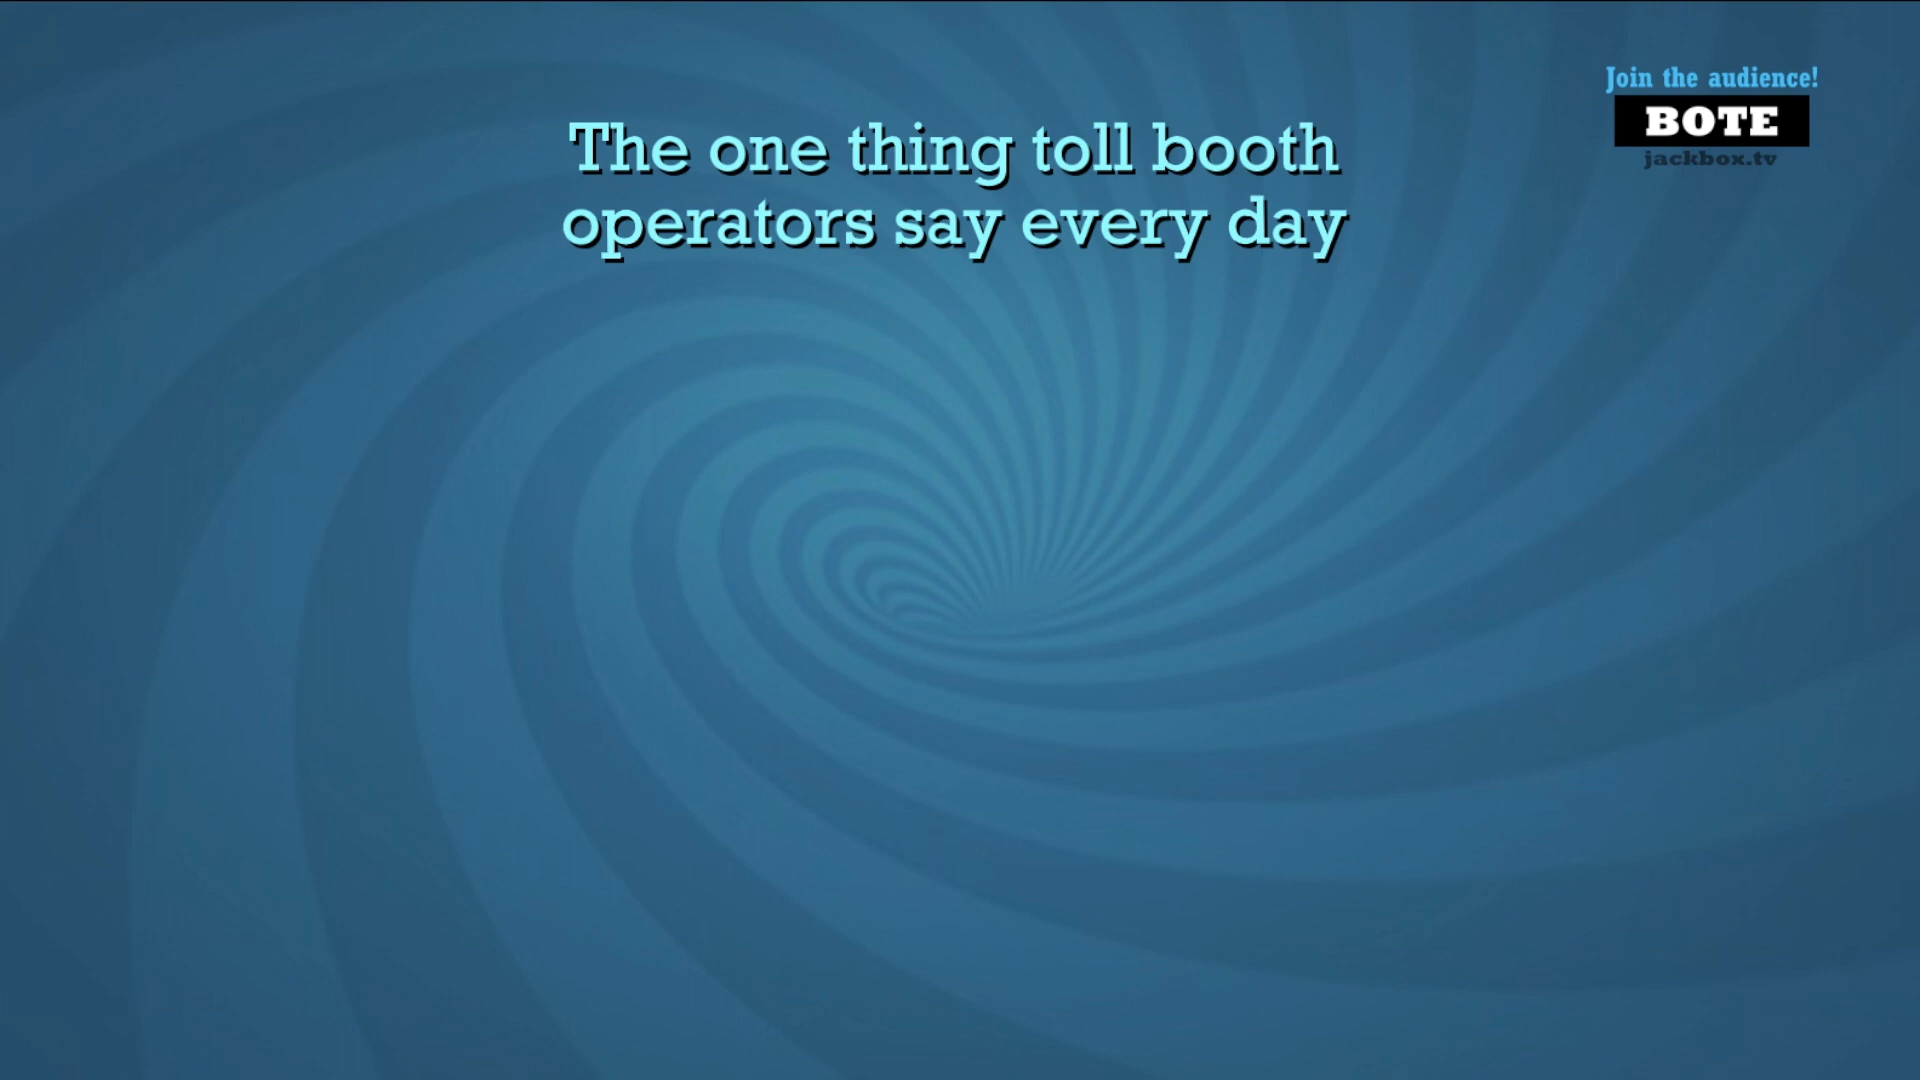 Join the audience!
BOTE
jackbox.tv
The one thing toll booth
operators say every day